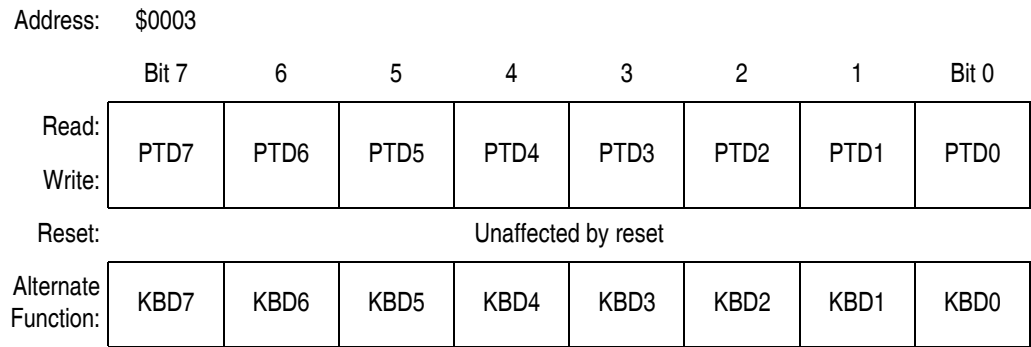 Address: $0003
Bit 7 6 5 4 3 2 1 Bit 0
Read:
PTD7 PTD6 PTD5 PTD4 PTD3 PTD2 PTD1 PTD0
Write:
Reset: Unaffected by reset
Alternate
Function:
KBD7 KBD6 KBD5 KBD4 KBD3 KBD2 KBD1 KBD0